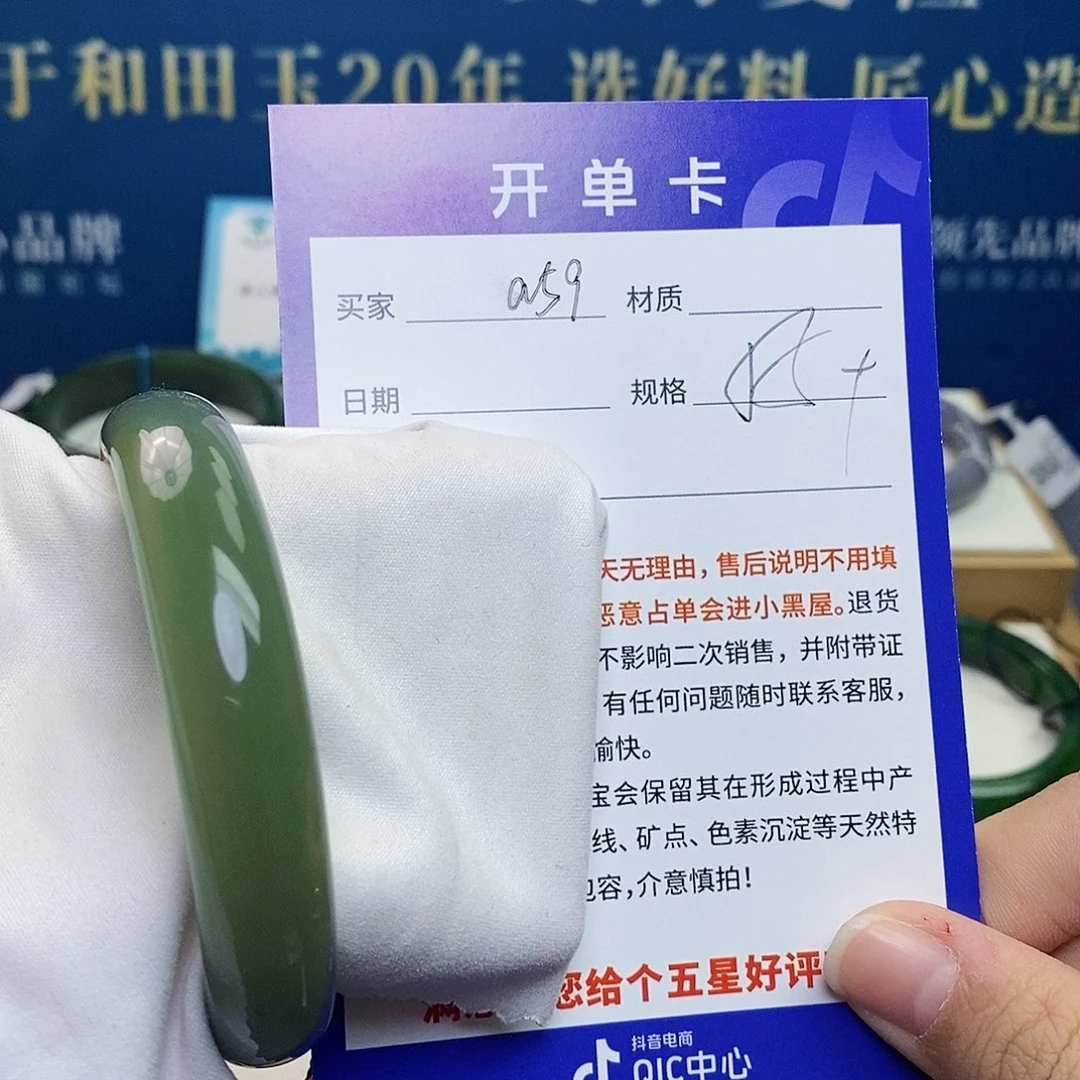 于和田玉20年 选好料 匠心造
品牌
领先品牌
开单卡
买家 a59 材质
日期 规格
天无理由，售后说明不用填
恶意占单会进小黑屋。退货
不影响二次销售，并附带证
有任何问题随时联系客服，
愉快。
宝会保留其在形成过程中产
线、矿点、色素沉淀等天然特
包容，介意慎拍！
您给个五星好评
抖音电商
QIC中心